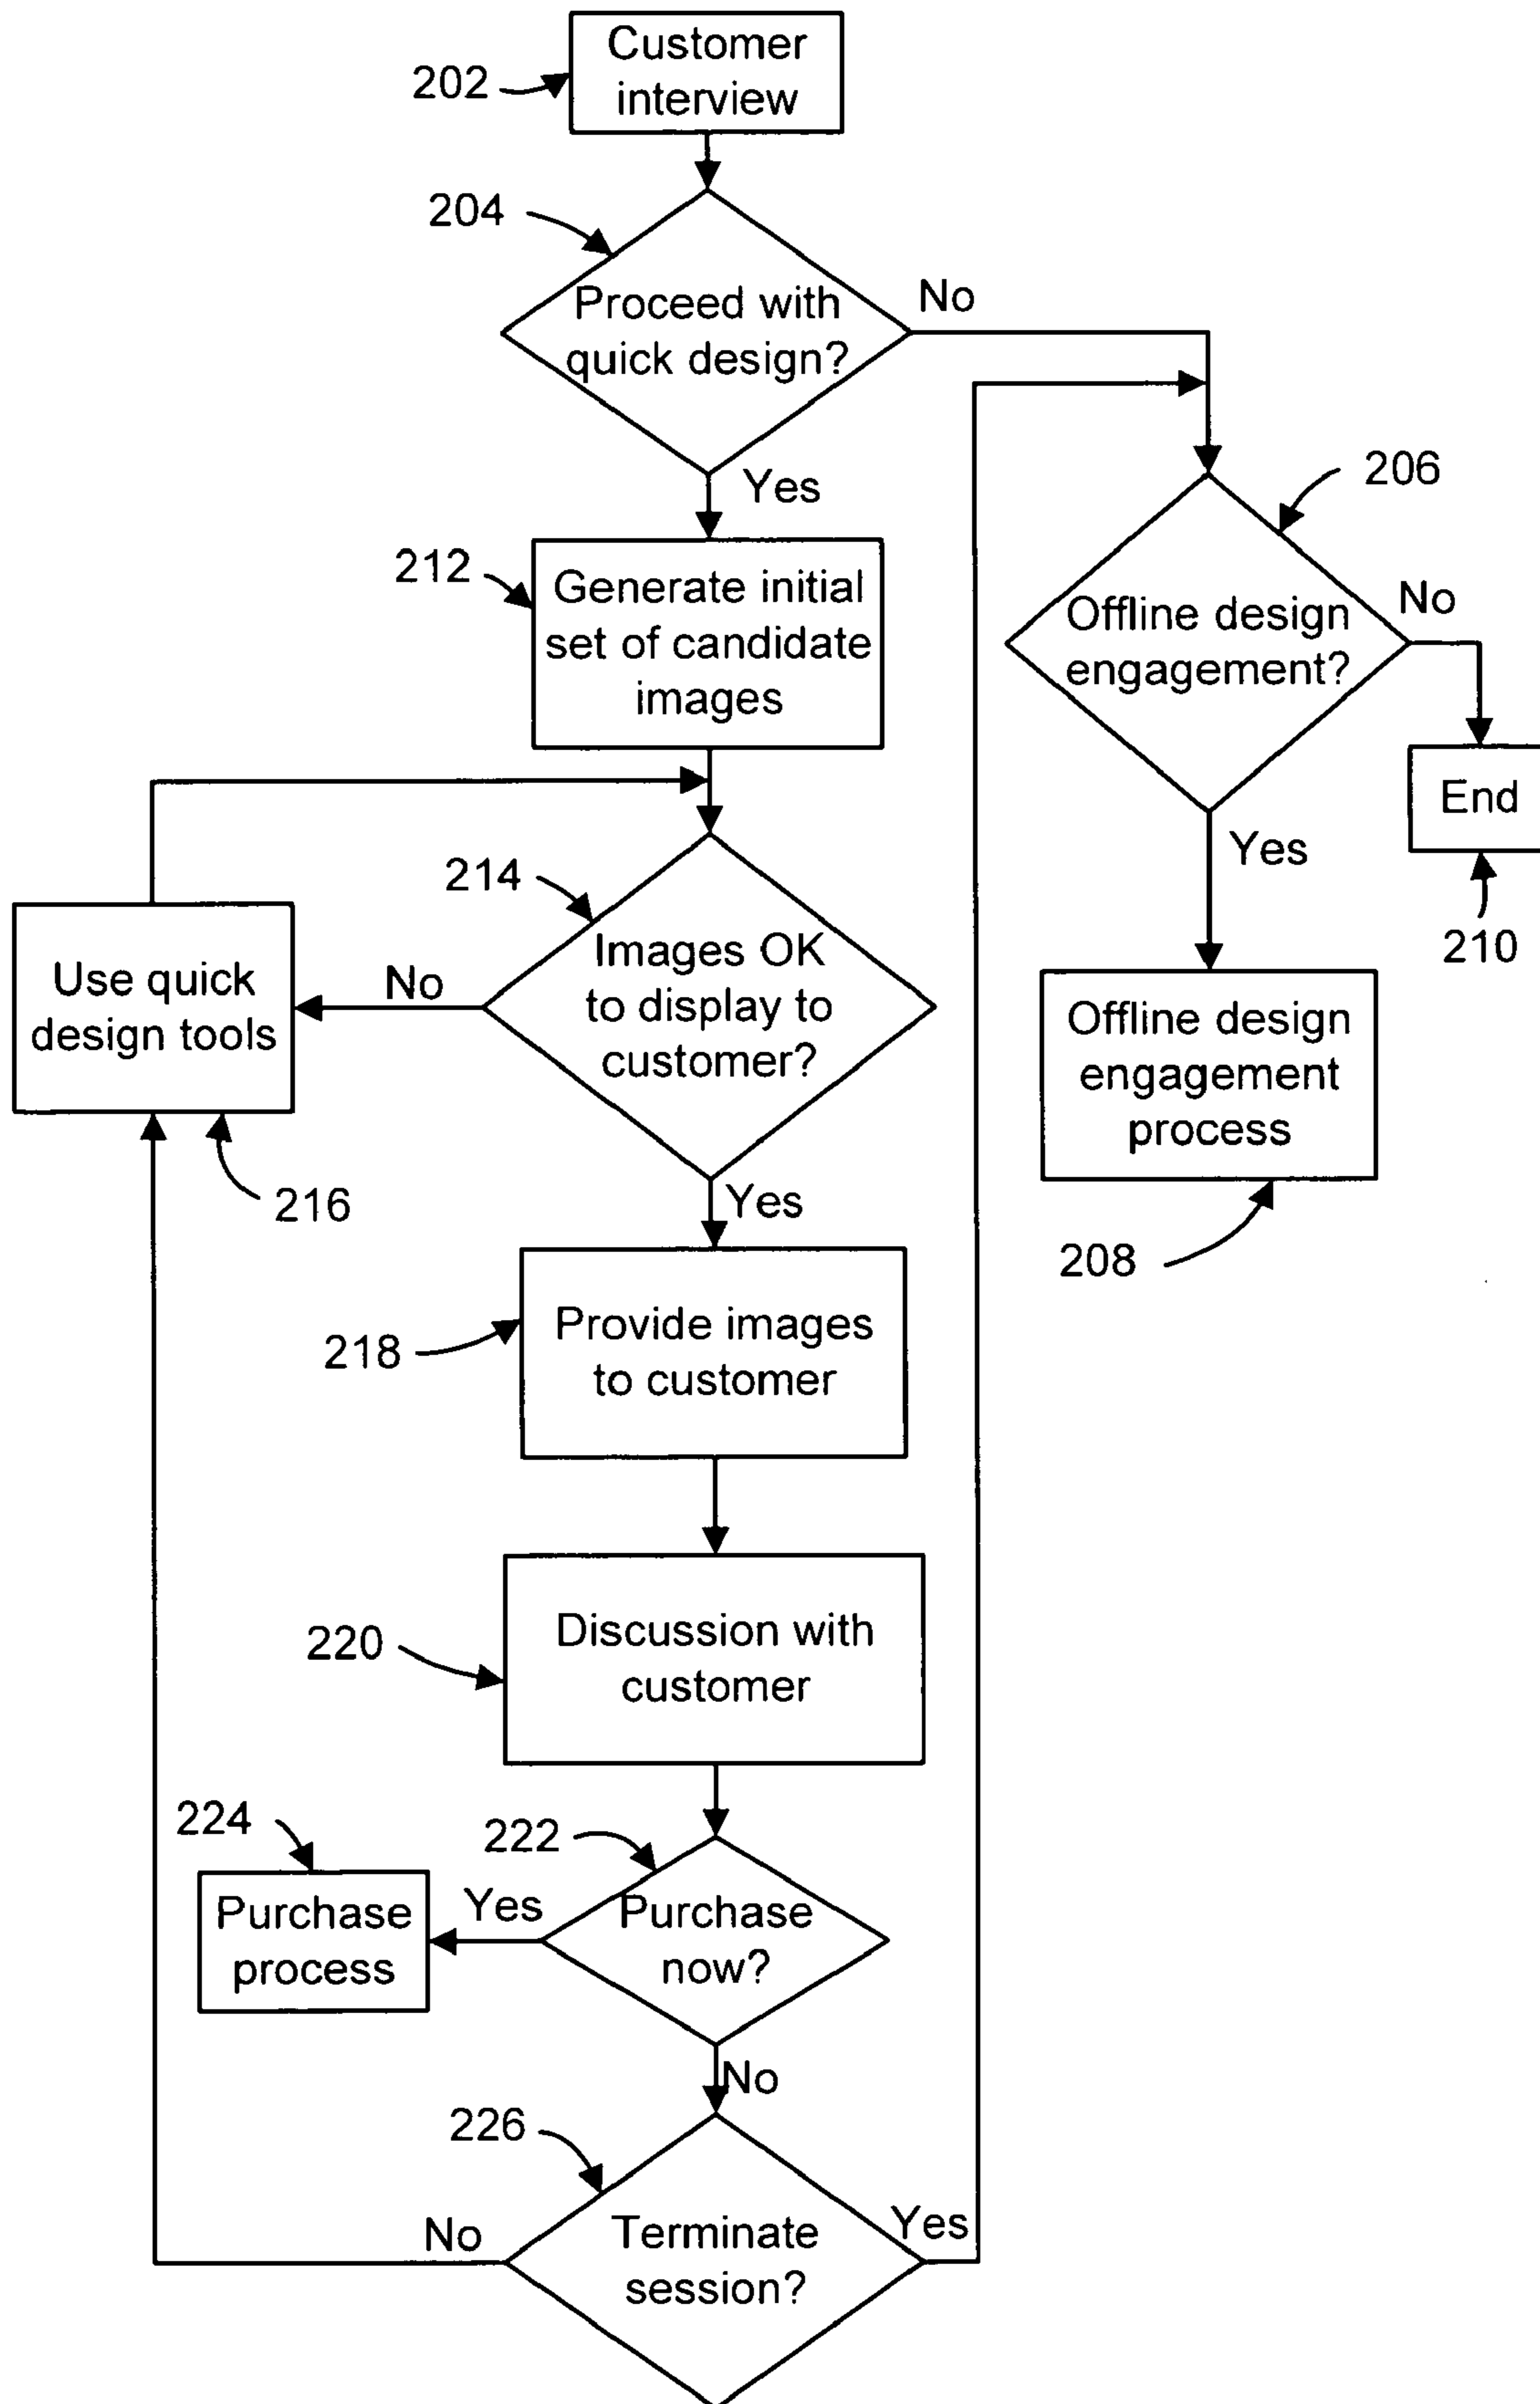 Customer
interview
202
204
Proceed with
quick design?
No
Yes
206
Offline design
engagement?
No
212
Generate initial
set of candidate
images
End
210
Yes
214
Images OK
to display to
customer?
No
Use quick
design tools
216
Offline design
engagement
process
208
Yes
218
Provide images
to customer
220
Discussion with
customer
224
222
Purchase
process
Yes
Purchase
now?
No
226
Terminate
session?
No
Yes